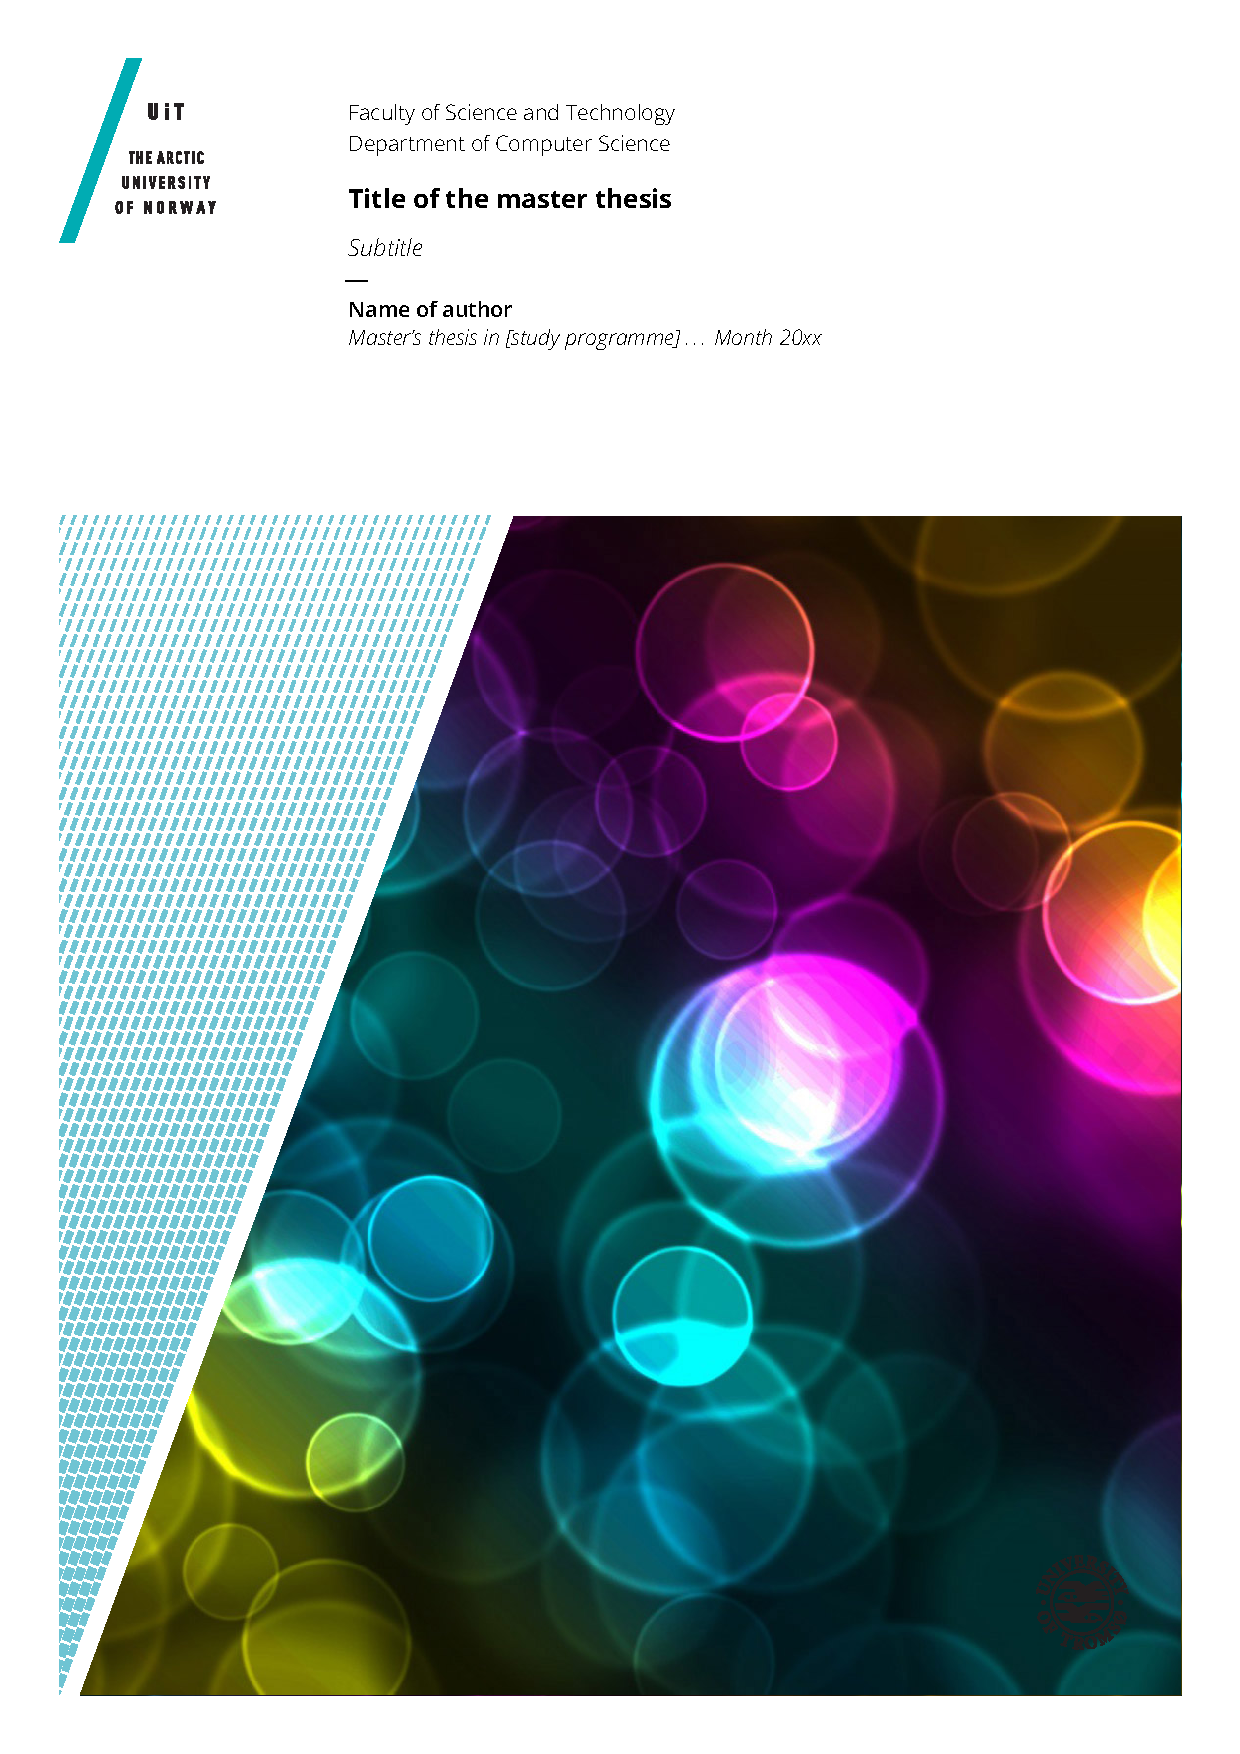 UiT
THE ARCTIC
UNIVERSITY
OF NORWAY
Faculty of Science and Technology
Department of Computer Science
Title of the master thesis
Subtitle
—
Name of author
Master’s thesis in [study programme] . . . Month 20xx